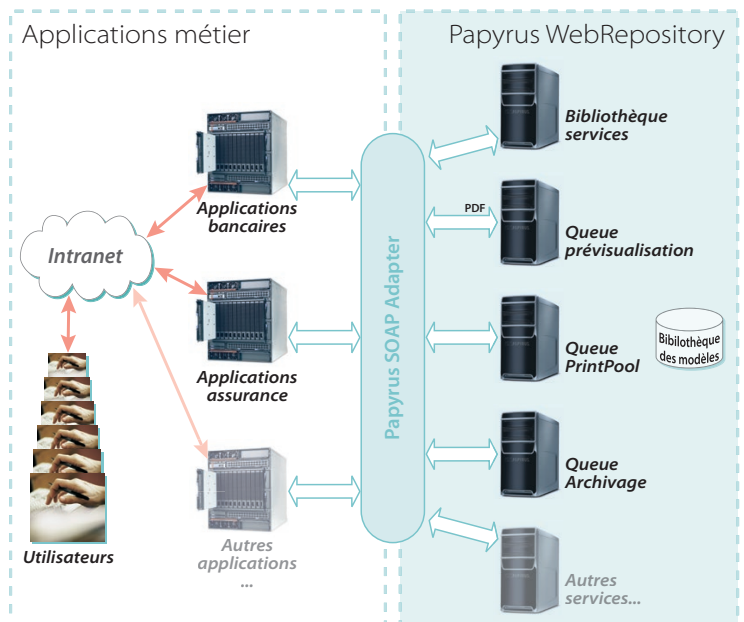 Applications métier
Papyrus WebRepository
Bibliothèque
services
Applications
bancaires
PDF
Queue
prévisualisation
Intranet
Papyrus SOAP Adapter
Applications
assurance
Queue
PrintPool
Bibilothèque
des modèles
Queue
Archivage
Utilisateurs
Autres
applications
...
Autres
services...